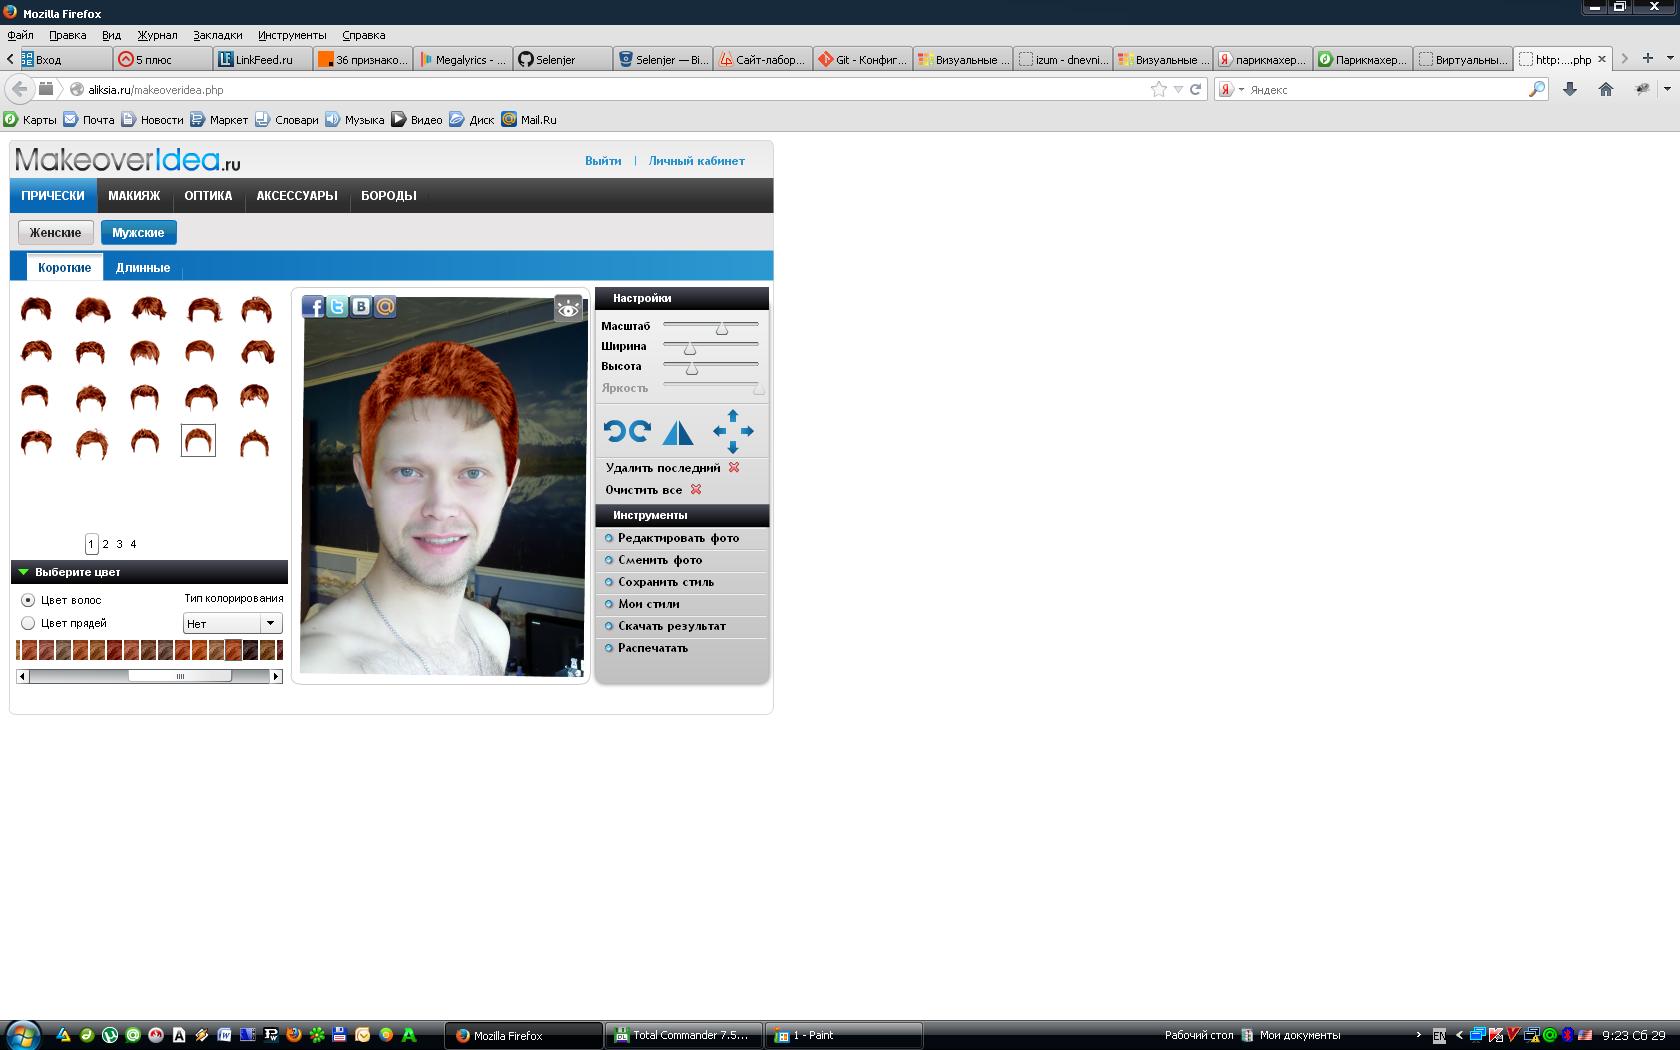 Mozilla Firefox
Файл Правка Вид Журнал Закладки Инструменты Справка
Вход 5 плюс LinkFeed.ru 36 признако... Megalyrics - ... Selenjer Selenjer — Bi... Сайт-лабор... Git - Конфиг... Визуальные ... izum - dnevni... Визуальные ... парикмахер... Парикмахер... Виртуальны... http:....php
aliksia.ru/makeoveridea.php Яндекс
Карты Почта Новости Маркет Словари Музыка Видео Диск Mail.Ru
MakeoverIdea.ru
Выйти | Личный кабинет
ПРИЧЕСКИ МАКИЯЖ ОПТИКА АКСЕССУАРЫ БОРОДЫ
Женские Мужские
Короткие Длинные
1 2 3 4
Выберите цвет
Цвет волос Тип колорирования
Цвет прядей Нет
Настройки
Масштаб
Ширина
Высота
Яркость
Удалить последний
Очистить все
Инструменты
Редактировать фото
Сменить фото
Сохранить стиль
Мои стили
Скачать результат
Распечатать
Mozilla Firefox Total Commander 7.5... 1 - Paint Рабочий стол Мои документы EN 9:23 Сб 29